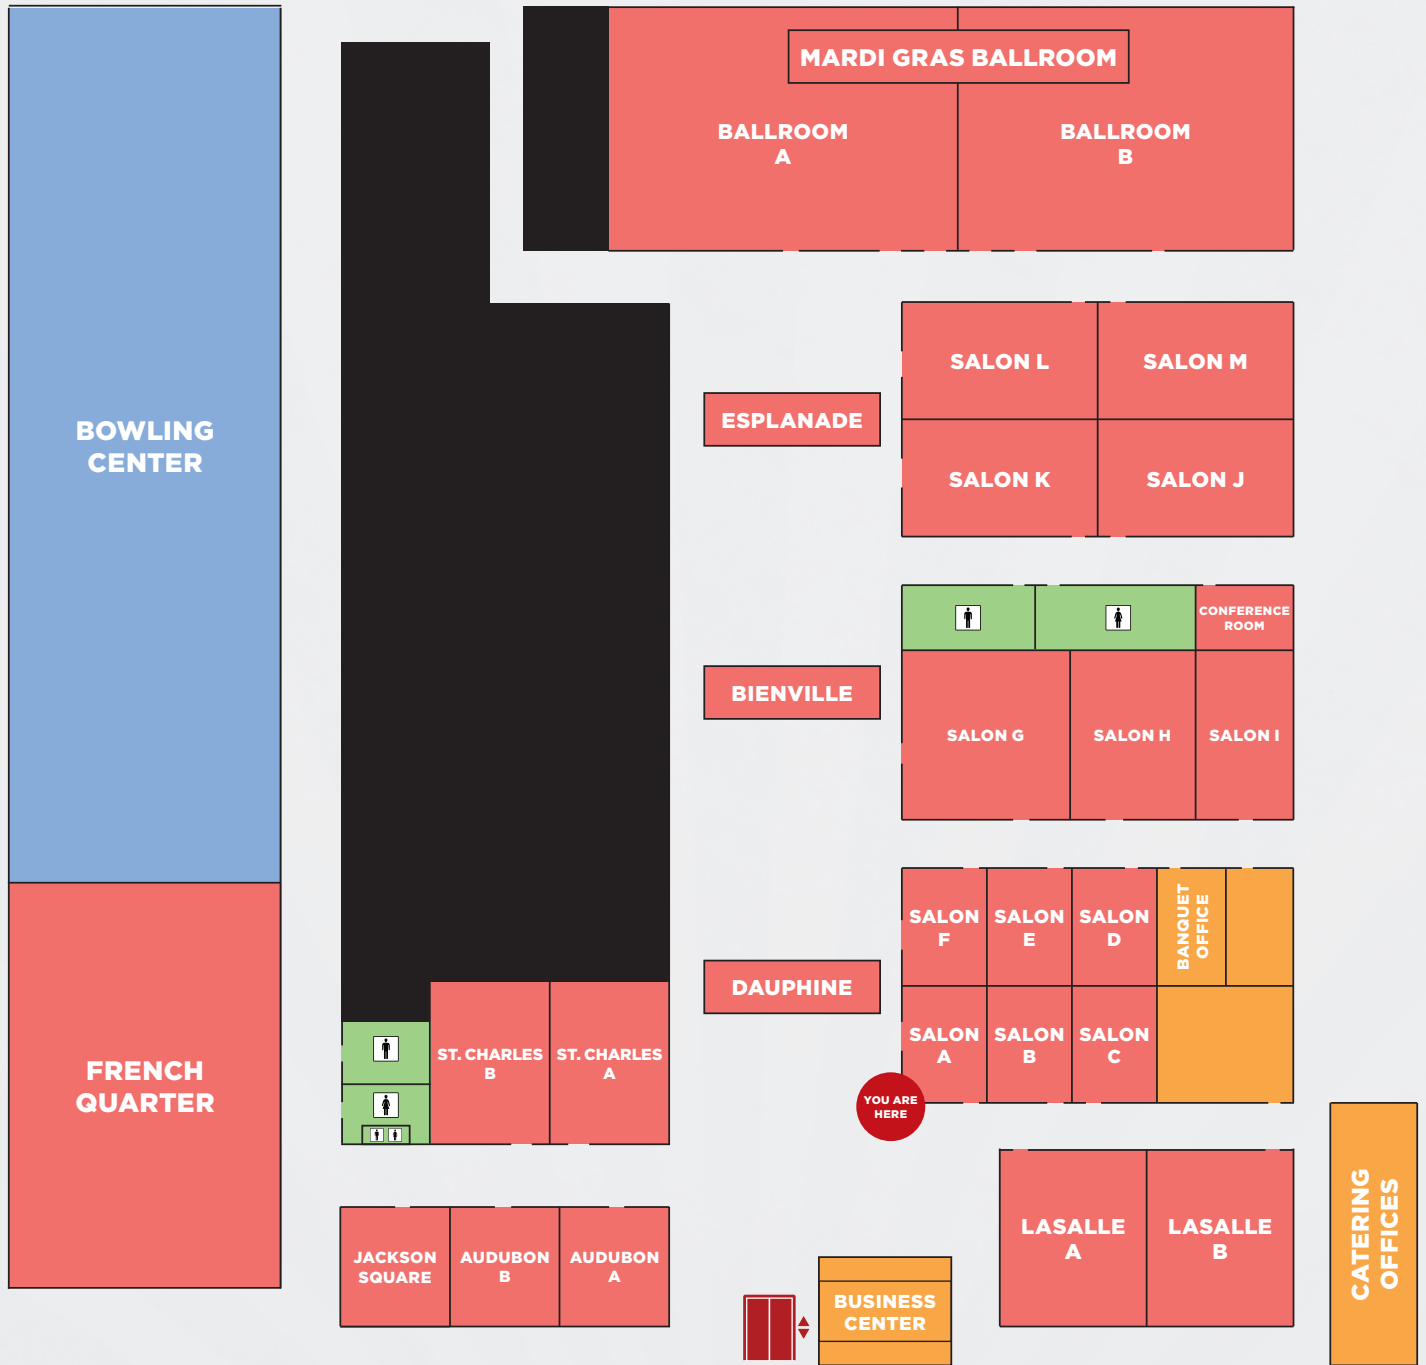 MARDI GRAS BALLROOM
BALLROOM
A
BALLROOM
B
SALON L
SALON M
ESPLANADE
BOWLING
CENTER
SALON K
SALON J
CONFERENCE
ROOM
BIENVILLE
SALON G
SALON H
SALON I
SALON
F
SALON
E
SALON
D
BANQUET
OFFICE
DAUPHINE
SALON
A
SALON
B
SALON
C
ST. CHARLES
B
ST. CHARLES
A
FRENCH
QUARTER
YOU ARE
HERE
LASALLE
A
LASALLE
B
CATERING
OFFICES
JACKSON
SQUARE
AUDUBON
B
AUDUBON
A
BUSINESS
CENTER